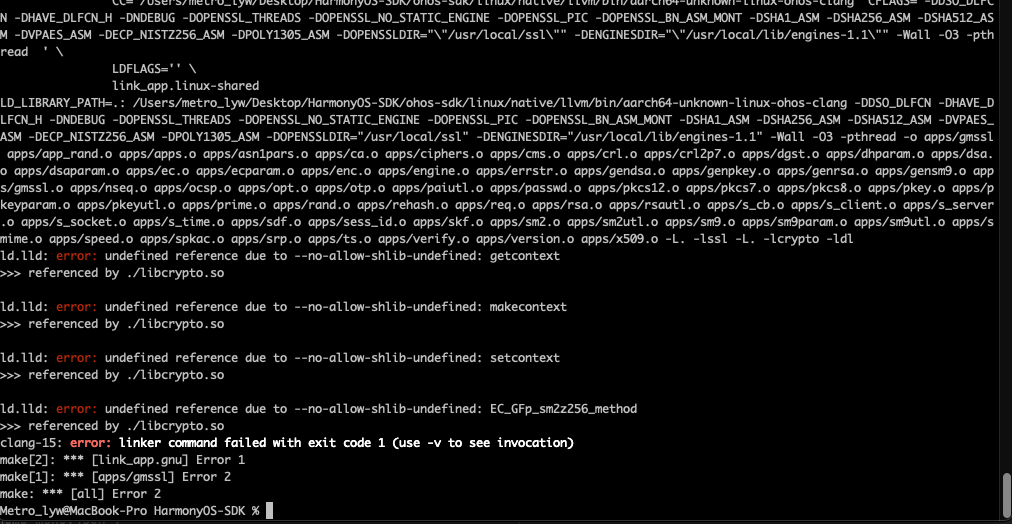 CC='/Users/metro_lyw/Desktop/HarmonyOS-SDK/ohos-sdk/linux/native/llvm/bin/aarch64-unknown-linux-ohos-clang' CFLAGS='-DDSO_DLFC
N -DHAVE_DLFCN_H -DNDEBUG -DOPENSSL_THREADS -DOPENSSL_NO_STATIC_ENGINE -DOPENSSL_PIC -DOPENSSL_BN_ASM_MONT -DSHA1_ASM -DSHA256_ASM -DSHA512_AS
M -DVPAES_ASM -DECP_NISTZ256_ASM -DPOLY1305_ASM -DOPENSSLDIR="\"/usr/local/ssl\"" -DENGINESDIR="\"/usr/local/lib/engines-1.1\"" -Wall -O3 -pth
read  ' \
LDFLAGS='' \
link_app.linux-shared
LD_LIBRARY_PATH=.: /Users/metro_lyw/Desktop/HarmonyOS-SDK/ohos-sdk/linux/native/llvm/bin/aarch64-unknown-linux-ohos-clang -DDSO_DLFCN -DHAVE_D
LFCN_H -DNDEBUG -DOPENSSL_THREADS -DOPENSSL_NO_STATIC_ENGINE -DOPENSSL_PIC -DOPENSSL_BN_ASM_MONT -DSHA1_ASM -DSHA256_ASM -DSHA512_ASM -DVPAES_
ASM -DECP_NISTZ256_ASM -DPOLY1305_ASM -DOPENSSLDIR="/usr/local/ssl" -DENGINESDIR="/usr/local/lib/engines-1.1" -Wall -O3 -pthread -o apps/gmssl
apps/app_rand.o apps/apps.o apps/asn1pars.o apps/ca.o apps/ciphers.o apps/cms.o apps/crl.o apps/crl2p7.o apps/dgst.o apps/dhparam.o apps/dsa.
o apps/dsaparam.o apps/ec.o apps/ecparam.o apps/enc.o apps/engine.o apps/errstr.o apps/gendsa.o apps/genpkey.o apps/genrsa.o apps/gensm9.o app
s/gmssl.o apps/nseq.o apps/ocsp.o apps/opt.o apps/otp.o apps/paiutl.o apps/passwd.o apps/pkcs12.o apps/pkcs7.o apps/pkcs8.o apps/pkey.o apps/p
keyparam.o apps/pkeyutl.o apps/prime.o apps/rand.o apps/rehash.o apps/req.o apps/rsa.o apps/rsautl.o apps/s_cb.o apps/s_client.o apps/s_server
.o apps/s_socket.o apps/s_time.o apps/sdf.o apps/sess_id.o apps/skf.o apps/sm2.o apps/sm2utl.o apps/sm9.o apps/sm9param.o apps/sm9utl.o apps/s
mime.o apps/speed.o apps/spkac.o apps/srp.o apps/ts.o apps/verify.o apps/version.o apps/x509.o -L. -lssl -L. -lcrypto -ldl
ld.lld: error: undefined reference due to --no-allow-shlib-undefined: getcontext
>>> referenced by ./libcrypto.so
ld.lld: error: undefined reference due to --no-allow-shlib-undefined: makecontext
>>> referenced by ./libcrypto.so
ld.lld: error: undefined reference due to --no-allow-shlib-undefined: setcontext
>>> referenced by ./libcrypto.so
ld.lld: error: undefined reference due to --no-allow-shlib-undefined: EC_GFp_sm2z256_method
>>> referenced by ./libcrypto.so
clang-15: error: linker command failed with exit code 1 (use -v to see invocation)
make[2]: *** [link_app.gnu] Error 1
make[1]: *** [apps/gmssl] Error 2
make: *** [all] Error 2
Metro_lyw@MacBook-Pro HarmonyOS-SDK %